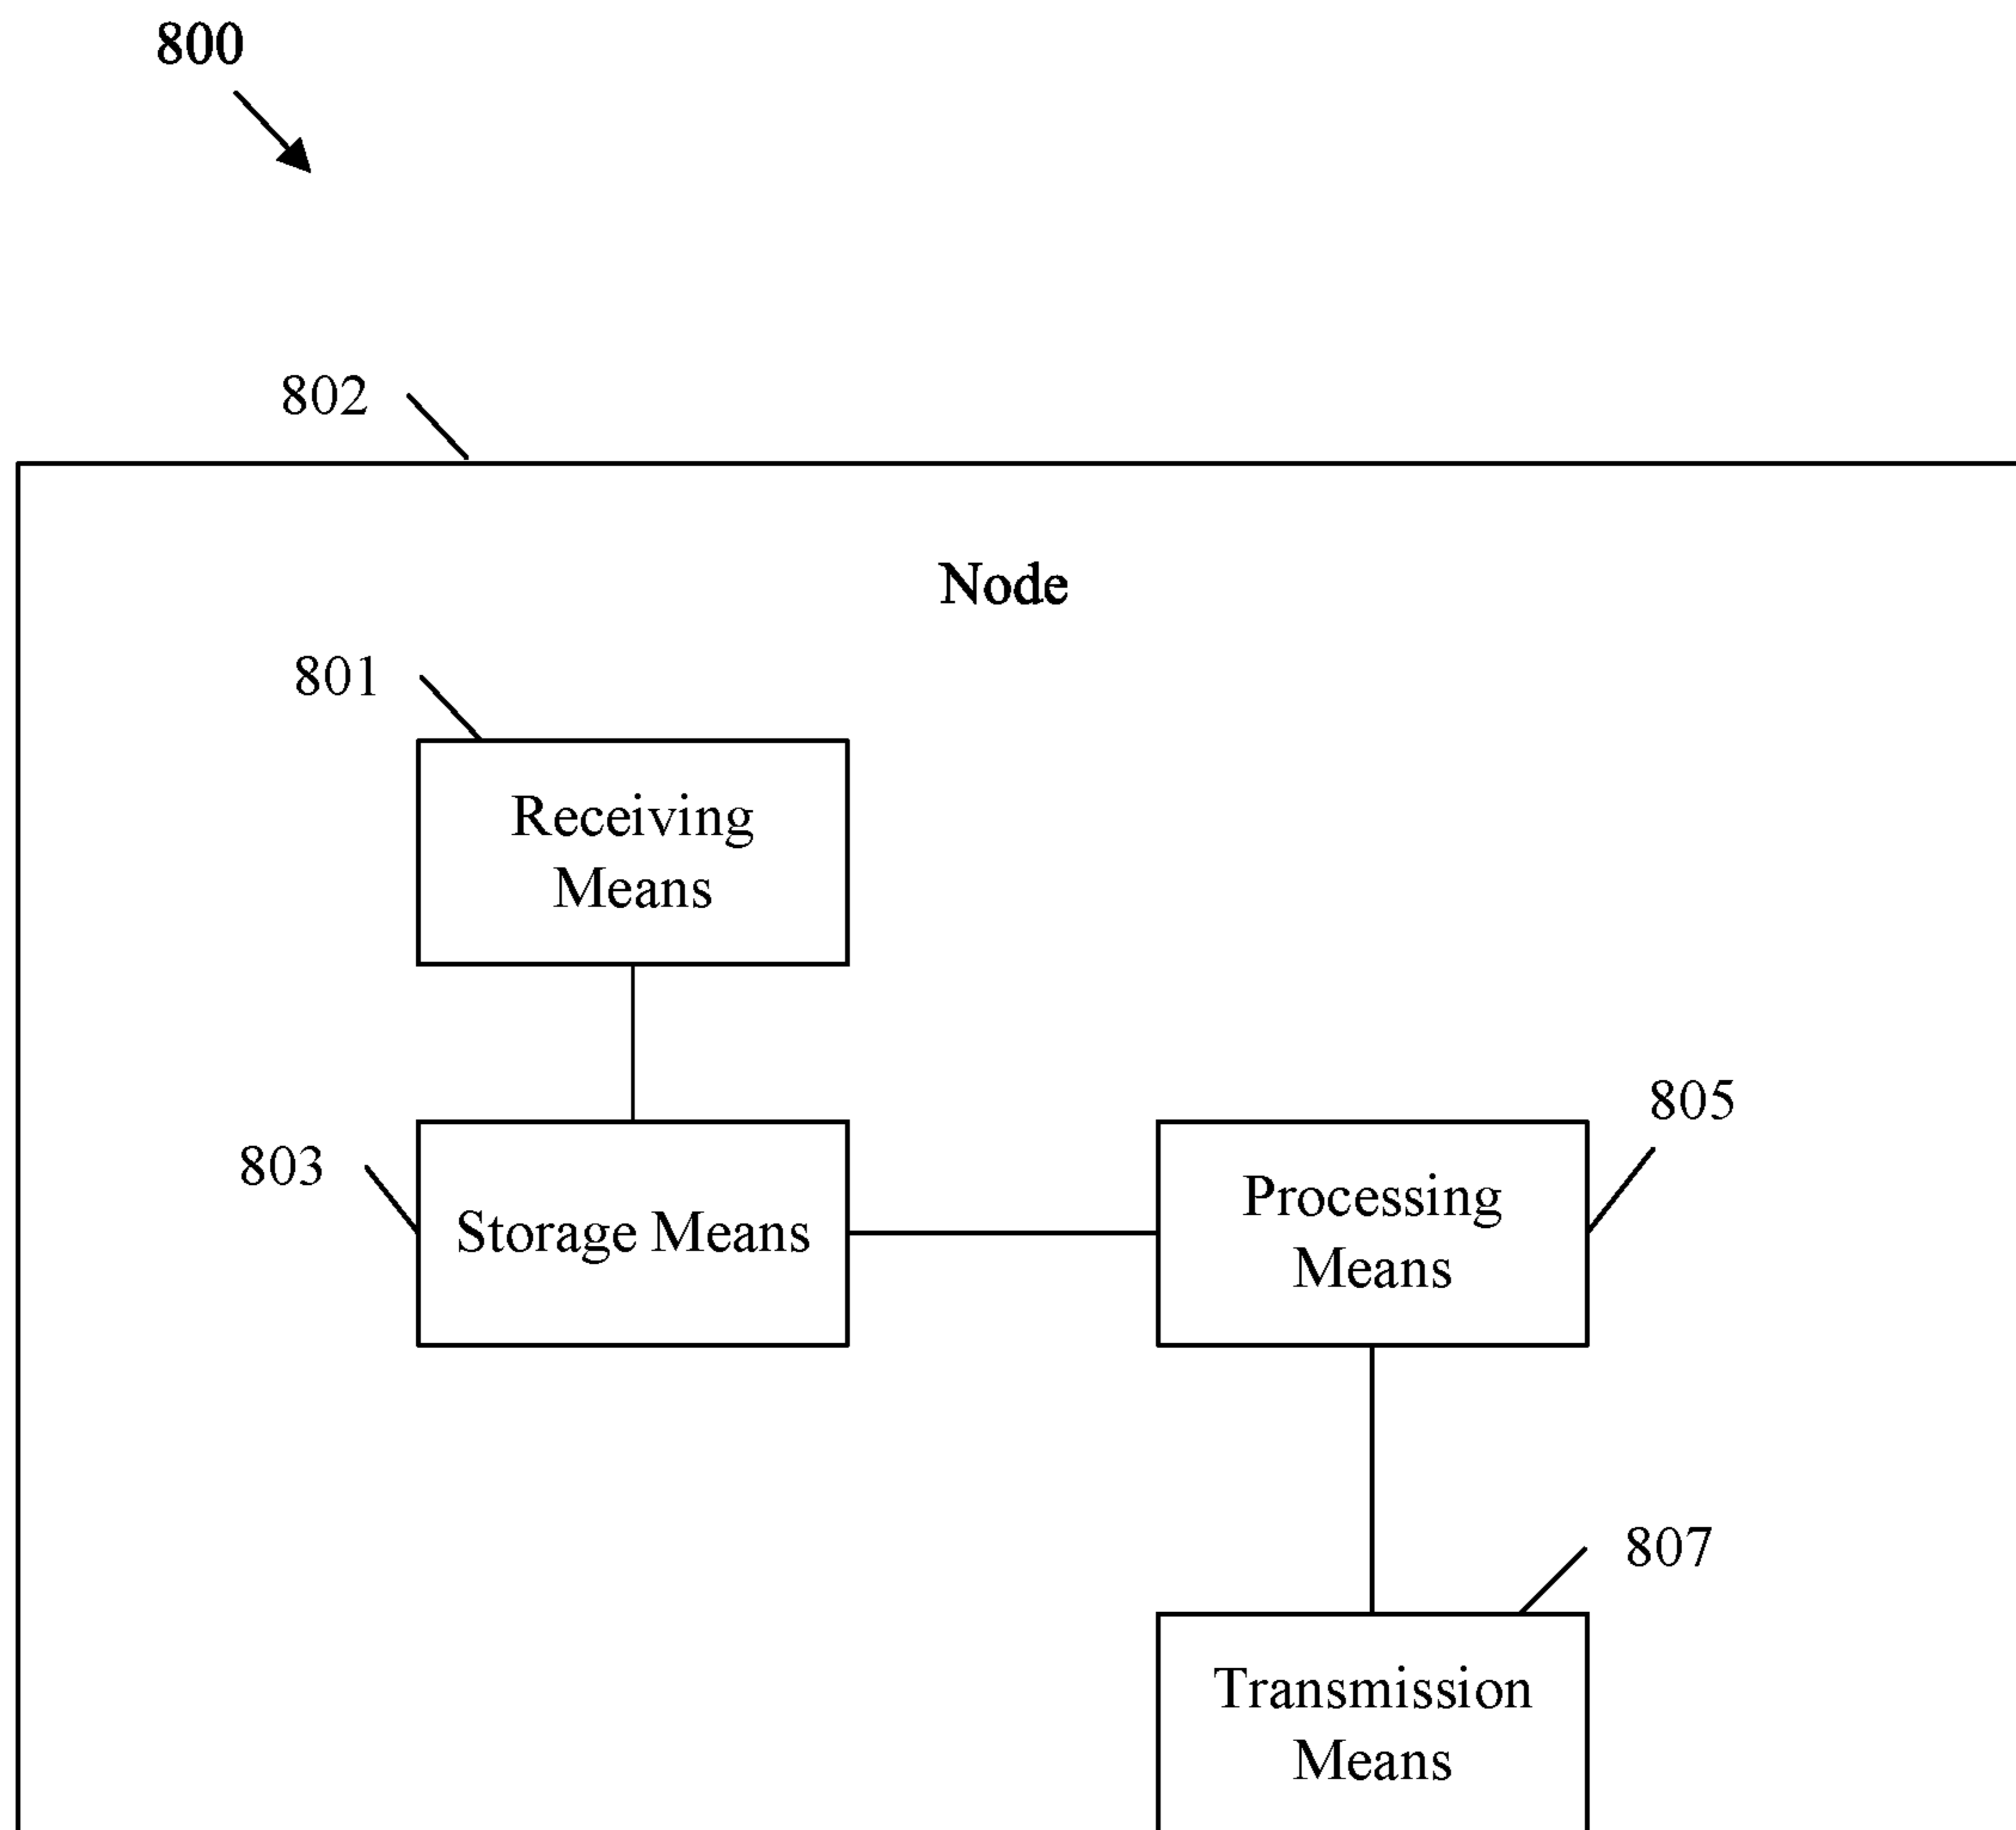 800
802
Node
801
Receiving
Means
803
Storage Means
805
Processing
Means
807
Transmission
Means